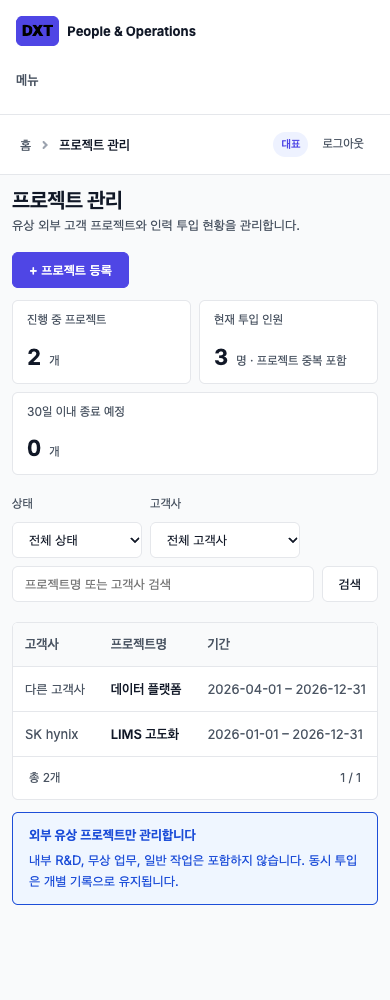 DXT People & Operations
메뉴
홈 > 프로젝트 관리 대표 로그아웃
프로젝트 관리
유상 외부 고객 프로젝트와 인력 투입 현황을 관리합니다.
+ 프로젝트 등록
진행 중 프로젝트
2 개
현재 투입 인원
3 명 · 프로젝트 중복 포함
30일 이내 종료 예정
0 개
상태 고객사
전체 상태 전체 고객사
프로젝트명 또는 고객사 검색 검색
고객사 프로젝트명 기간
다른 고객사 데이터 플랫폼 2026-04-01 – 2026-12-31
SK hynix LIMS 고도화 2026-01-01 – 2026-12-31
총 2개 1 / 1
외부 유상 프로젝트만 관리합니다
내부 R&D, 무상 업무, 일반 작업은 포함하지 않습니다. 동시 투입
은 개별 기록으로 유지됩니다.